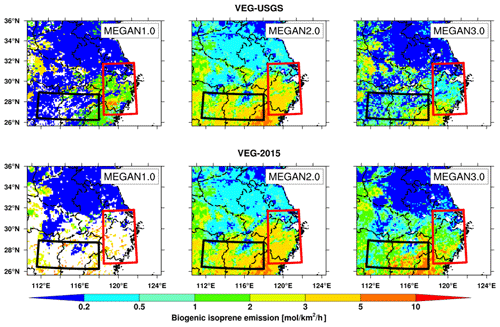 VEG-USGS
36°N
34°N
32°N
30°N
28°N
26°N
MEGAN1.0
MEGAN2.0
MEGAN3.0
VEG-2015
36°N
34°N
32°N
30°N
28°N
26°N
MEGAN1.0
MEGAN2.0
MEGAN3.0
112°E 116°E 120°E 124°E
112°E 116°E 120°E 124°E
112°E 116°E 120°E 124°E
0.2 0.5 1 2 3 5 10
Biogenic isoprene emission [mol/km²/h]